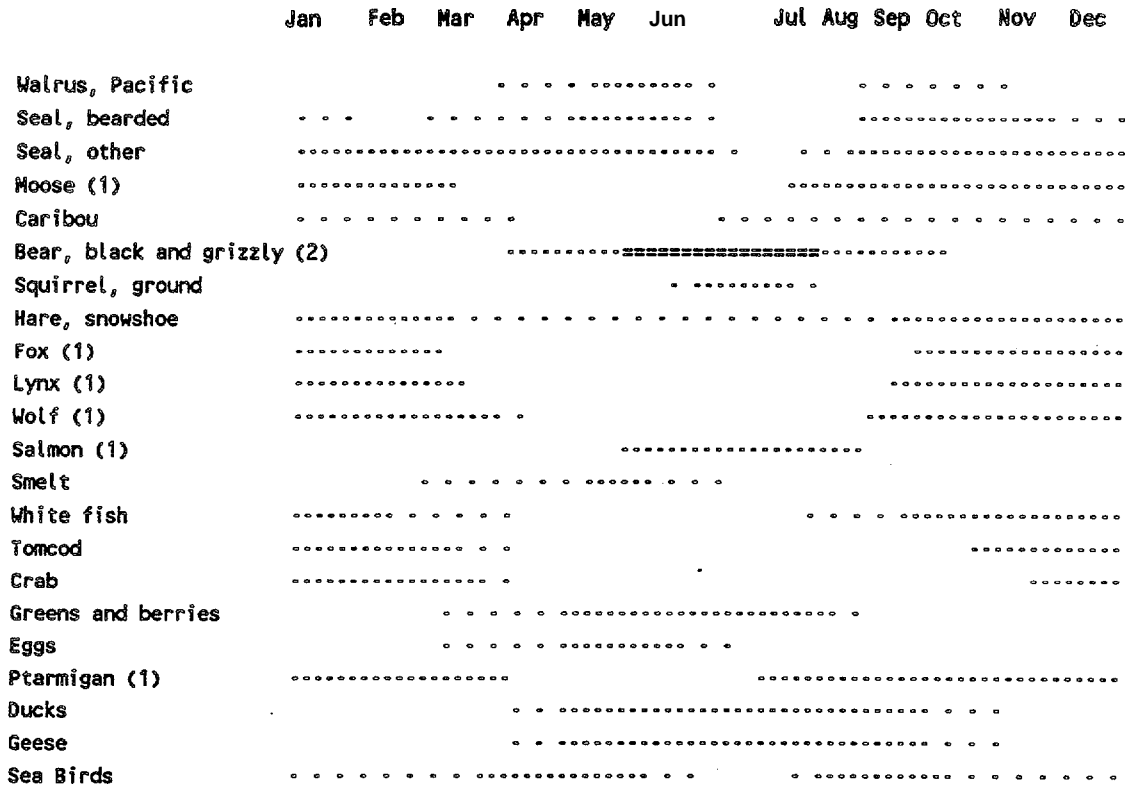 Jan Feb Mar Apr May Jun Jul Aug Sep Oct Nov Dec
Walrus, Pacific
Seal, bearded
Seal, other
Moose (1)
Caribou
Bear, black and grizzly (2)
Squirrel, ground
Hare, snowshoe
Fox (1)
Lynx (1)
Wolf (1)
Salmon (1)
Smelt
White fish
Tomcod
Crab
Greens and berries
Eggs
Ptarmigan (1)
Ducks
Geese
Sea Birds